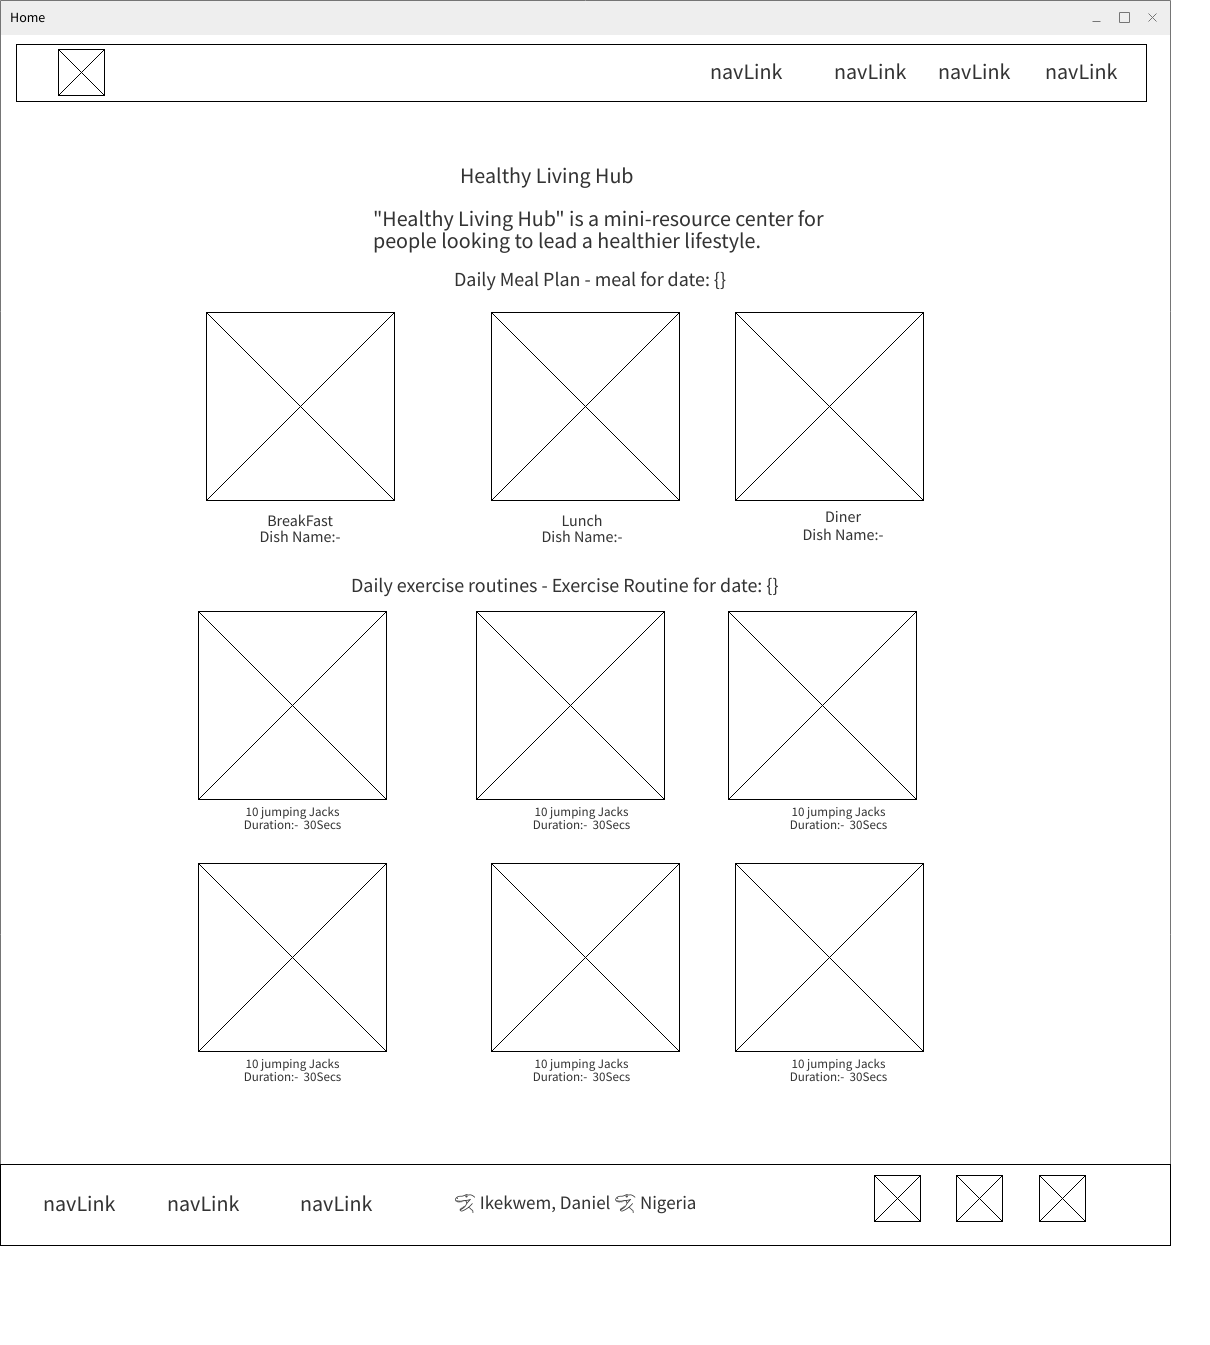 Home
navLink navLink navLink navLink
Healthy Living Hub
"Healthy Living Hub" is a mini-resource center for
people looking to lead a healthier lifestyle.
Daily Meal Plan - meal for date: {}
BreakFast
Dish Name:-
Lunch
Dish Name:-
Diner
Dish Name:-
Daily exercise routines - Exercise Routine for date: {}
10 jumping Jacks
Duration:- 30Secs
10 jumping Jacks
Duration:- 30Secs
10 jumping Jacks
Duration:- 30Secs
10 jumping Jacks
Duration:- 30Secs
10 jumping Jacks
Duration:- 30Secs
10 jumping Jacks
Duration:- 30Secs
navLink navLink navLink Ikekwem, Daniel Nigeria